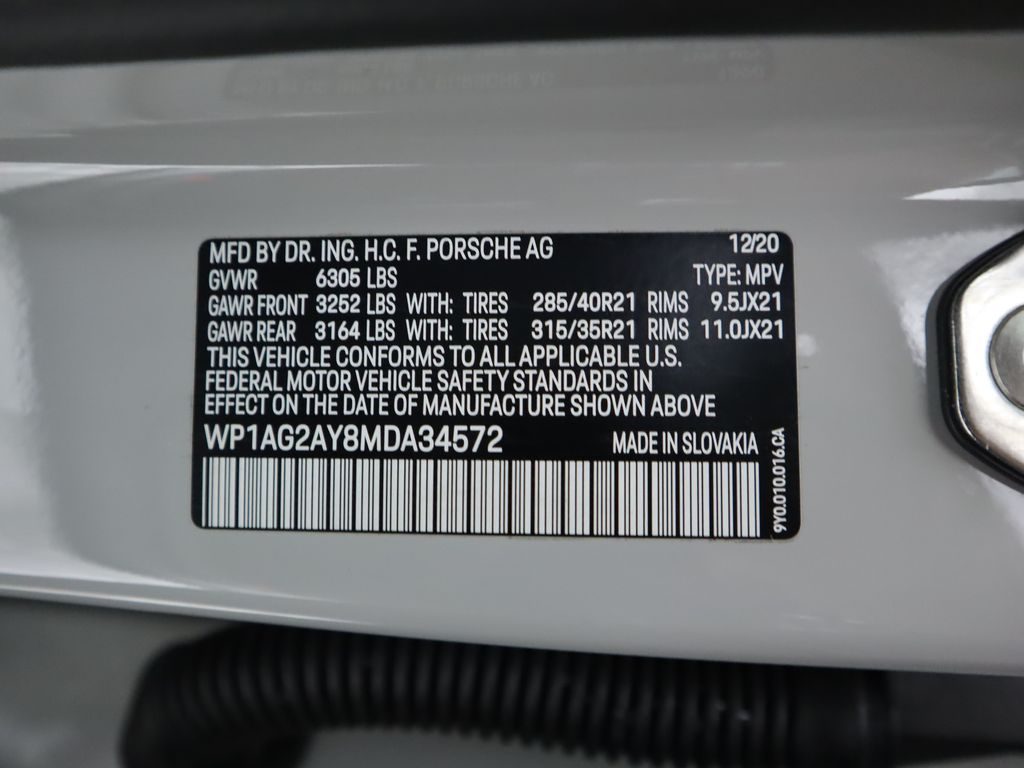 MFD BY DR. ING. H.C. F. PORSCHE AG 12/20
GVWR 6305 LBS TYPE: MPV
GAWR FRONT 3252 LBS WITH: TIRES 285/40R21 RIMS 9.5JX21
GAWR REAR 3164 LBS WITH: TIRES 315/35R21 RIMS 11.0JX21
THIS VEHICLE CONFORMS TO ALL APPLICABLE U.S.
FEDERAL MOTOR VEHICLE SAFETY STANDARDS IN
EFFECT ON THE DATE OF MANUFACTURE SHOWN ABOVE
WP1AG2AY8MDA34572 MADE IN SLOVAKIA
9Y0.010.016.CA